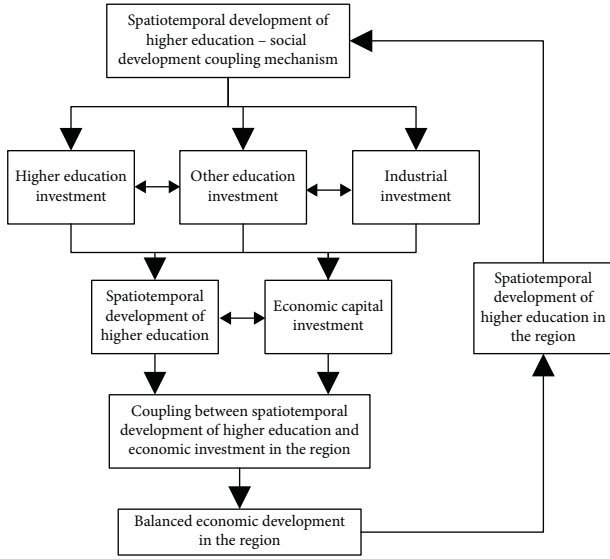 Spatiotemporal development of
higher education – social
development coupling mechanism
Higher education
investment
Other education
investment
Industrial
investment
Spatiotemporal
development of
higher education
Economic capital
investment
Spatiotemporal
development of
higher education in
the region
Coupling between spatiotemporal
development of higher education and
economic investment in the region
Balanced economic development
in the region